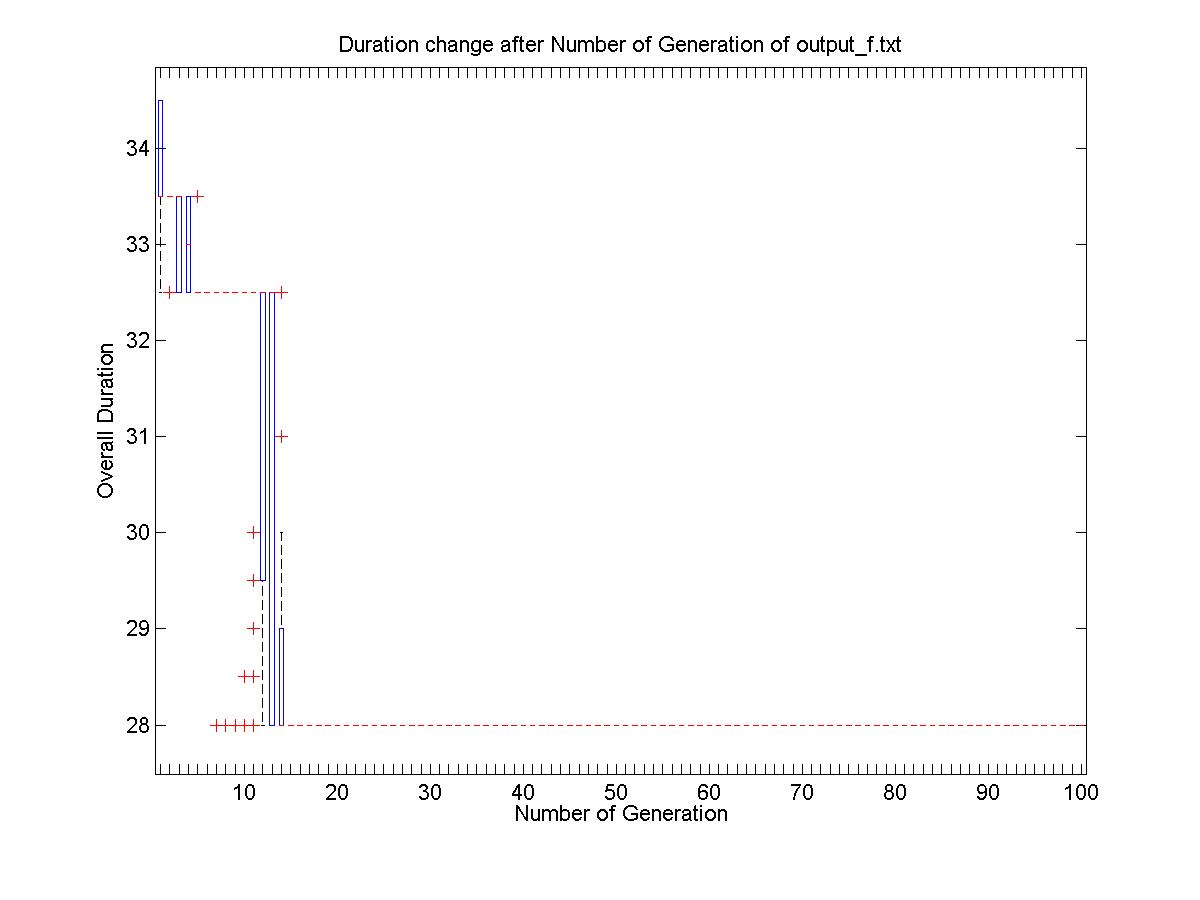 Duration change after Number of Generation of output_f.txt
34
33
32
31
30
29
28
Overall Duration
10 20 30 40 50 60 70 80 90 100
Number of Generation